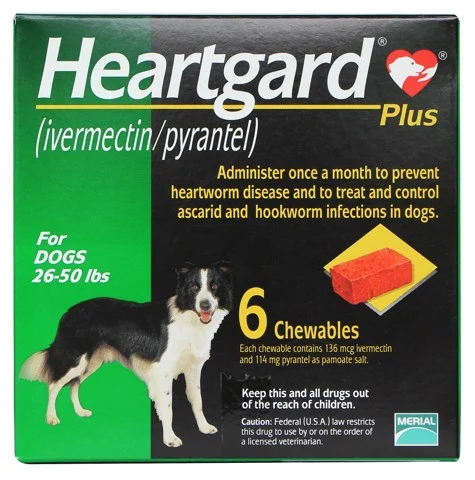 Heartgard®
®
Plus
(ivermectin/pyrantel)
Administer once a month to prevent
heartworm disease and to treat and control
ascarid and hookworm infections in dogs.
For
DOGS
26-50 lbs
6 Chewables
Each chewable contains 136 mcg ivermectin
and 114 mg pyrantel as pamoate salt.
Keep this and all drugs out
of the reach of children.
Caution: Federal (U.S.A.) law restricts
this drug to use by or on the order of
a licensed veterinarian.
MERIAL